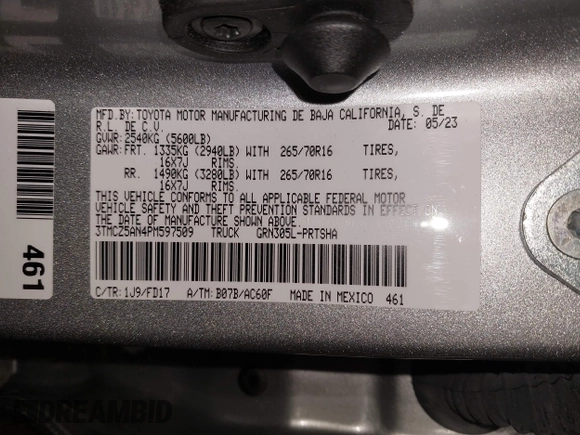 MFD.BY:TOYOTA MOTOR MANUFACTURING DE BAJA CALIFORNIA, S. DE
R.L. DE C.V. DATE: 05/23
GVWR:2540KG (5600LB)
GAWR:FRT. 1335KG (2940LB) WITH 265/70R16 TIRES,
16X7J RIMS.
RR. 1490KG (3280LB) WITH 265/70R16 TIRES,
16X7J RIMS.
THIS VEHICLE CONFORMS TO ALL APPLICABLE FEDERAL MOTOR
VEHICLE SAFETY AND THEFT PREVENTION STANDARDS IN EFFECT ON
THE DATE OF MANUFACTURE SHOWN ABOVE.
3TMCZ5AN4PM597509 TRUCK GRN305L-PRTSHA
C/TR:1J9/FD17 A/TM:B07B/AC60F MADE IN MEXICO 461
461
DREAMBID